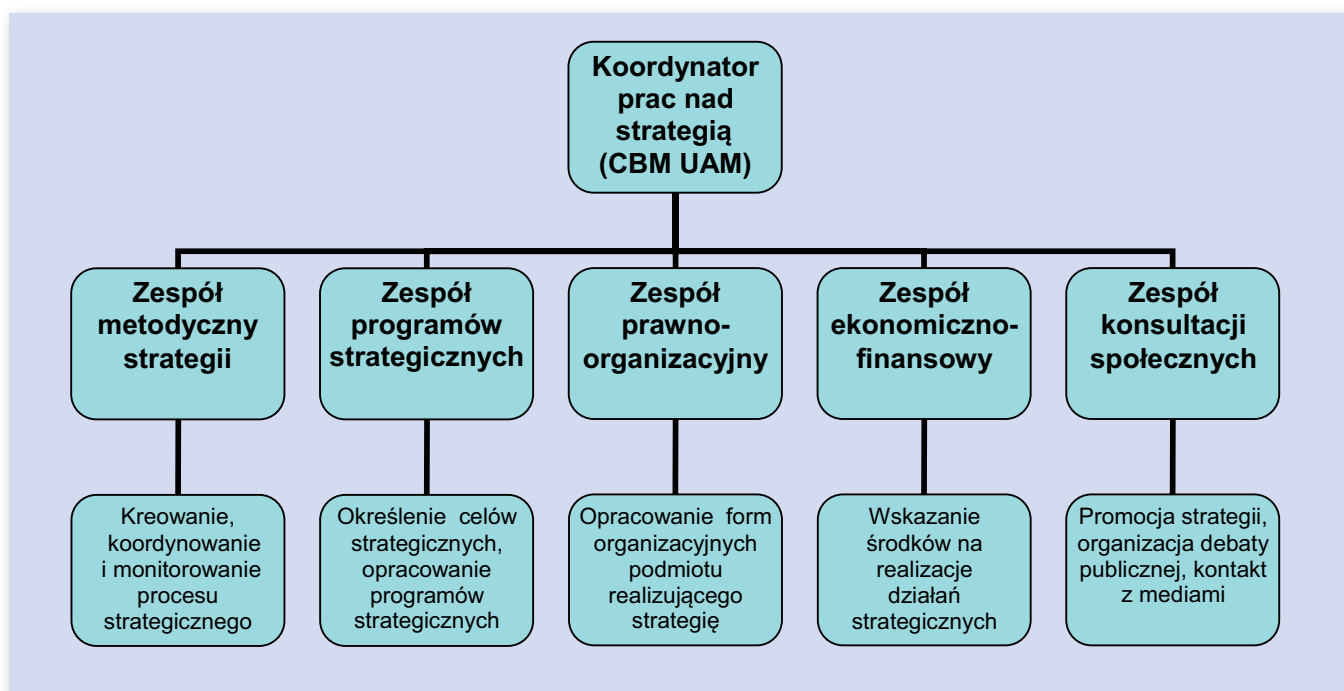 Koordynator
prac nad
strategią
(CBM UAM)
Zespół
metodyczny
strategii
Zespół
programów
strategicznych
Zespół
prawno-
organizacyjny
Zespół
ekonomiczno-
finansowy
Zespół
konsultacji
społecznych
Kreowanie,
koordynowanie
i monitorowanie
procesu
strategicznego
Określenie celów
strategicznych,
opracowanie
programów
strategicznych
Opracowanie form
organizacyjnych
podmiotu
realizującego
strategię
Wskazanie
środków na
realizacje
działań
strategicznych
Promocja strategii,
organizacja debaty
publicznej, kontakt
z mediami